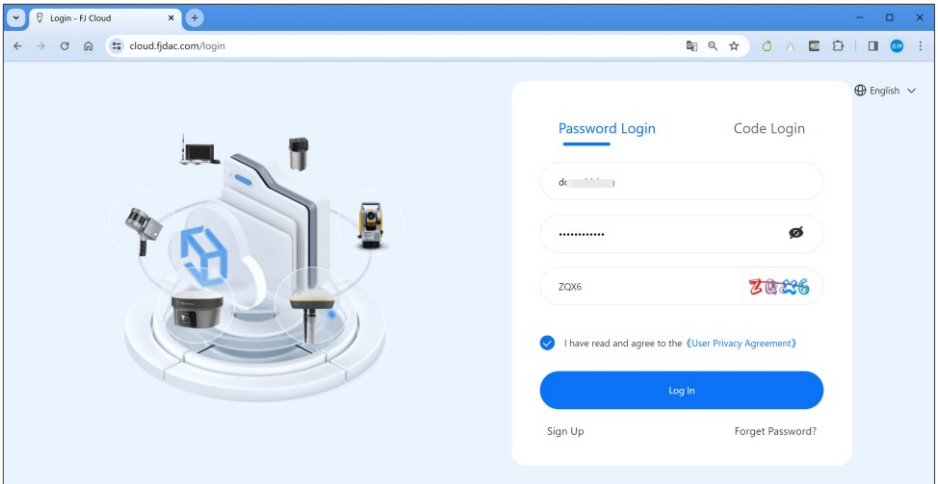 Login - FJ Cloud
cloud.fjdac.com/login
English
Password Login Code Login
ZQX6 ZQX6
I have read and agree to the 《User Privacy Agreement》
Log In
Sign Up Forget Password?